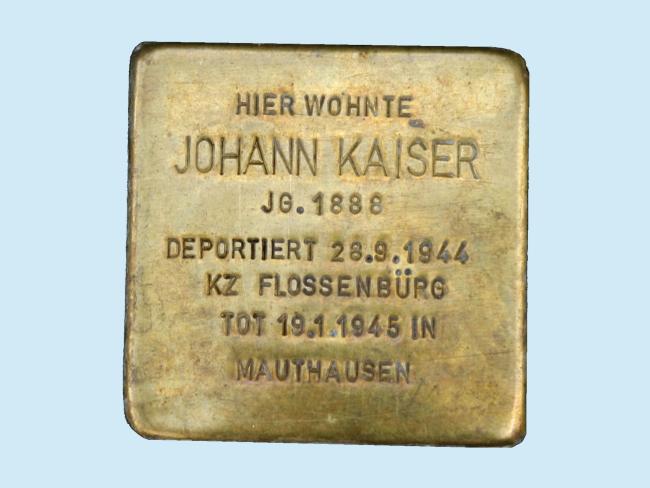 HIER WOHNTE
JOHANN KAISER
JG. 1888
DEPORTIERT 28.9.1944
KZ FLOSSENBÜRG
TOT 19.1.1945 IN
MAUTHAUSEN